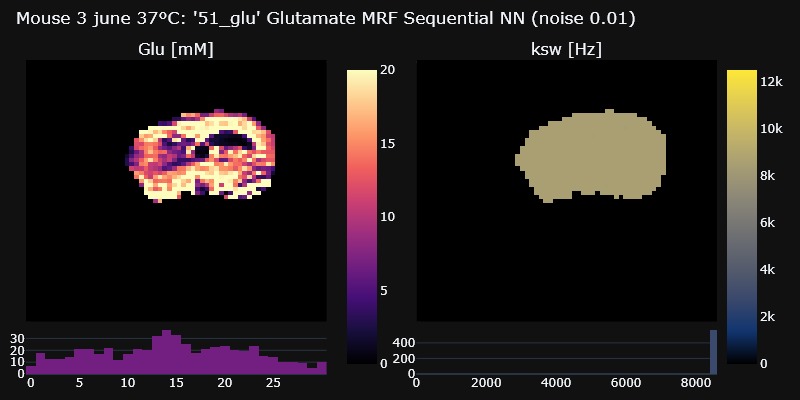 Mouse 3 june 37ºC: '51_glu' Glutamate MRF Sequential NN (noise 0.01)
Glu [mM]
ksw [Hz]
20
15
10
5
0
12k
10k
8k
6k
4k
2k
0
30
20
10
0
0 5 10 15 20 25
400
200
0
0 2000 4000 6000 8000